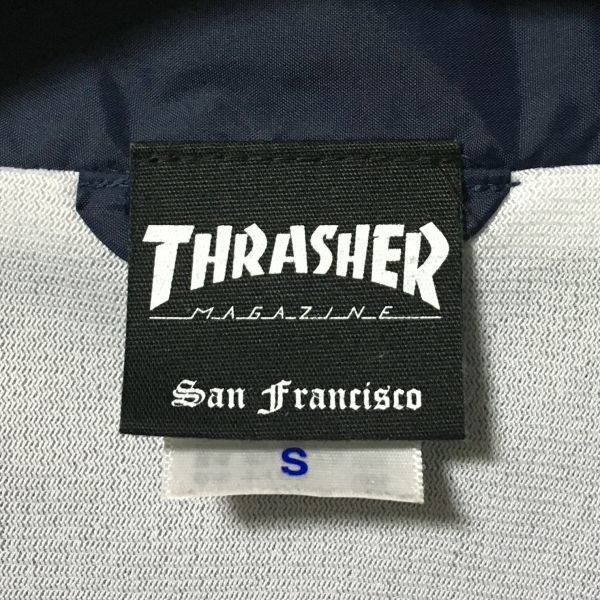 THRASHER
MAGAZINE
San Francisco
S